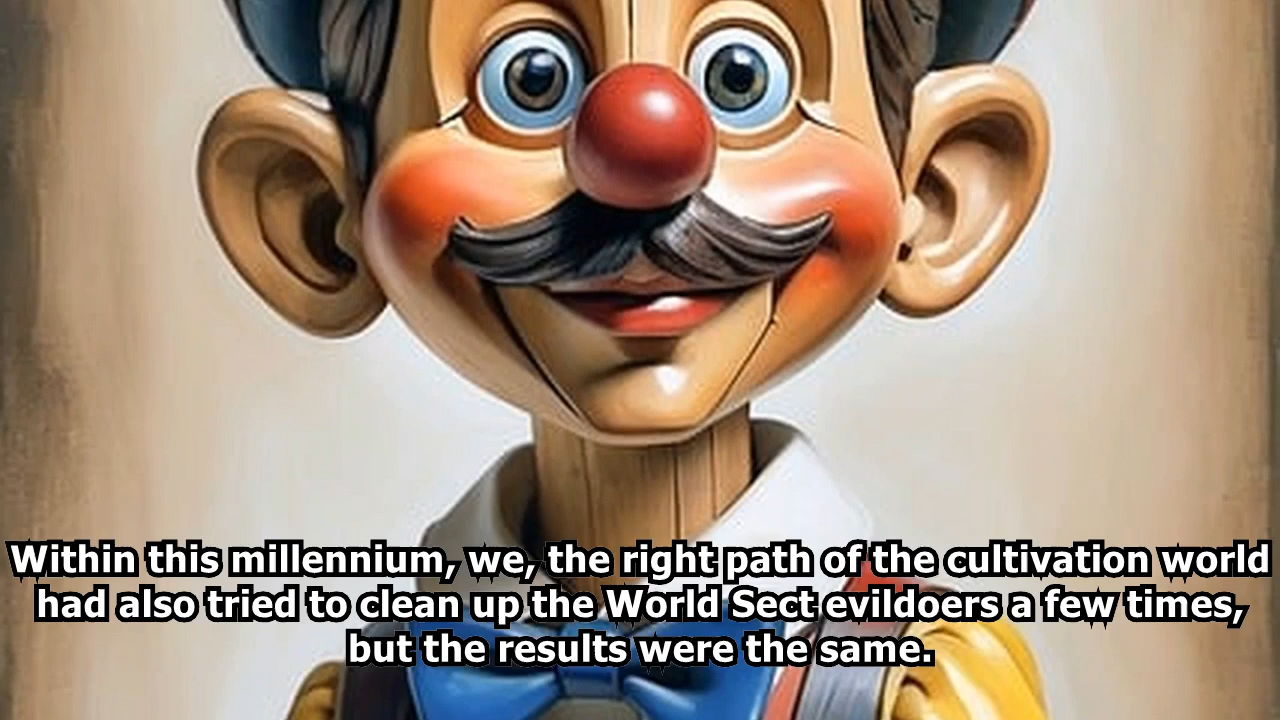 Within this millennium, we, the right path of the cultivation world
had also tried to clean up the World Sect evildoers a few times,
but the results were the same.